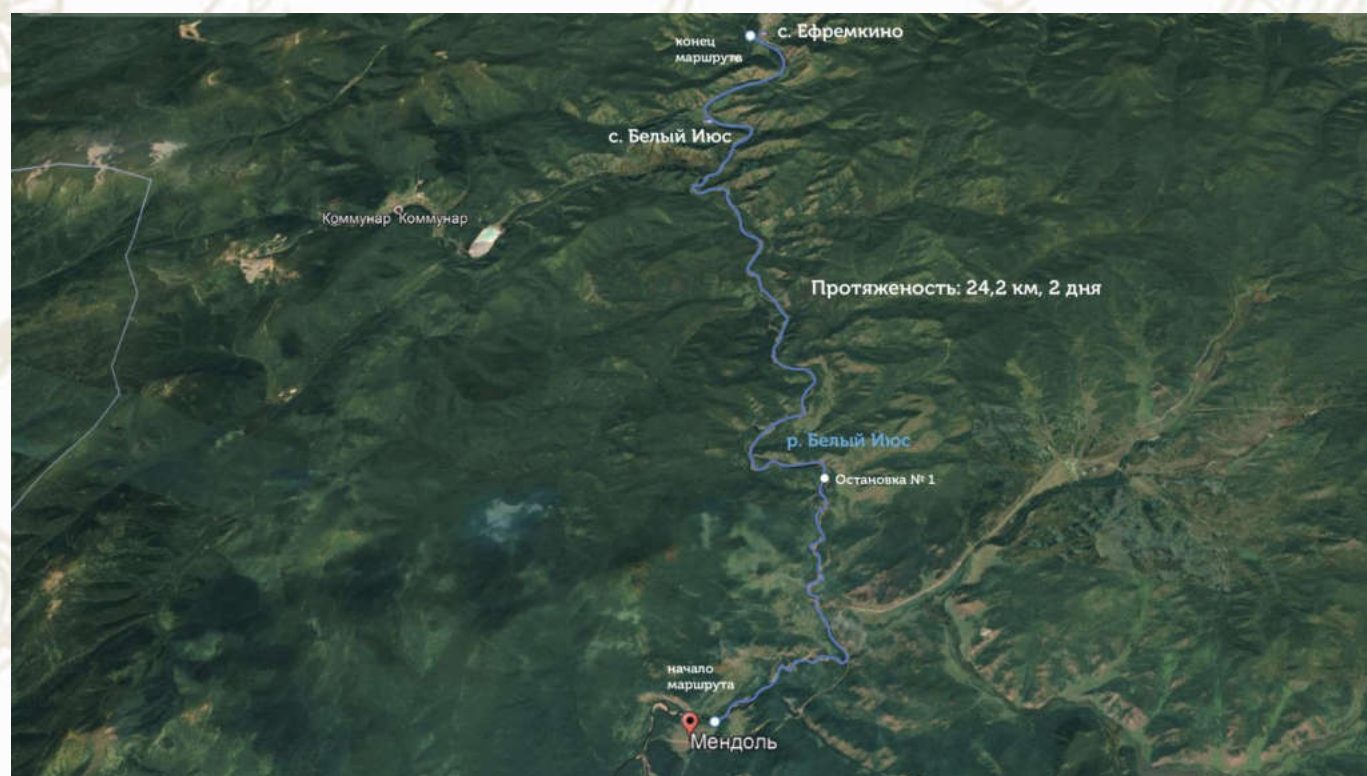 с. Ефремкино
конец
маршрута
с. Белый Июс
Коммунар Коммунар
Протяженость: 24,2 км, 2 дня
р. Белый Июс
Остановка № 1
начало
маршрута
Мендоль